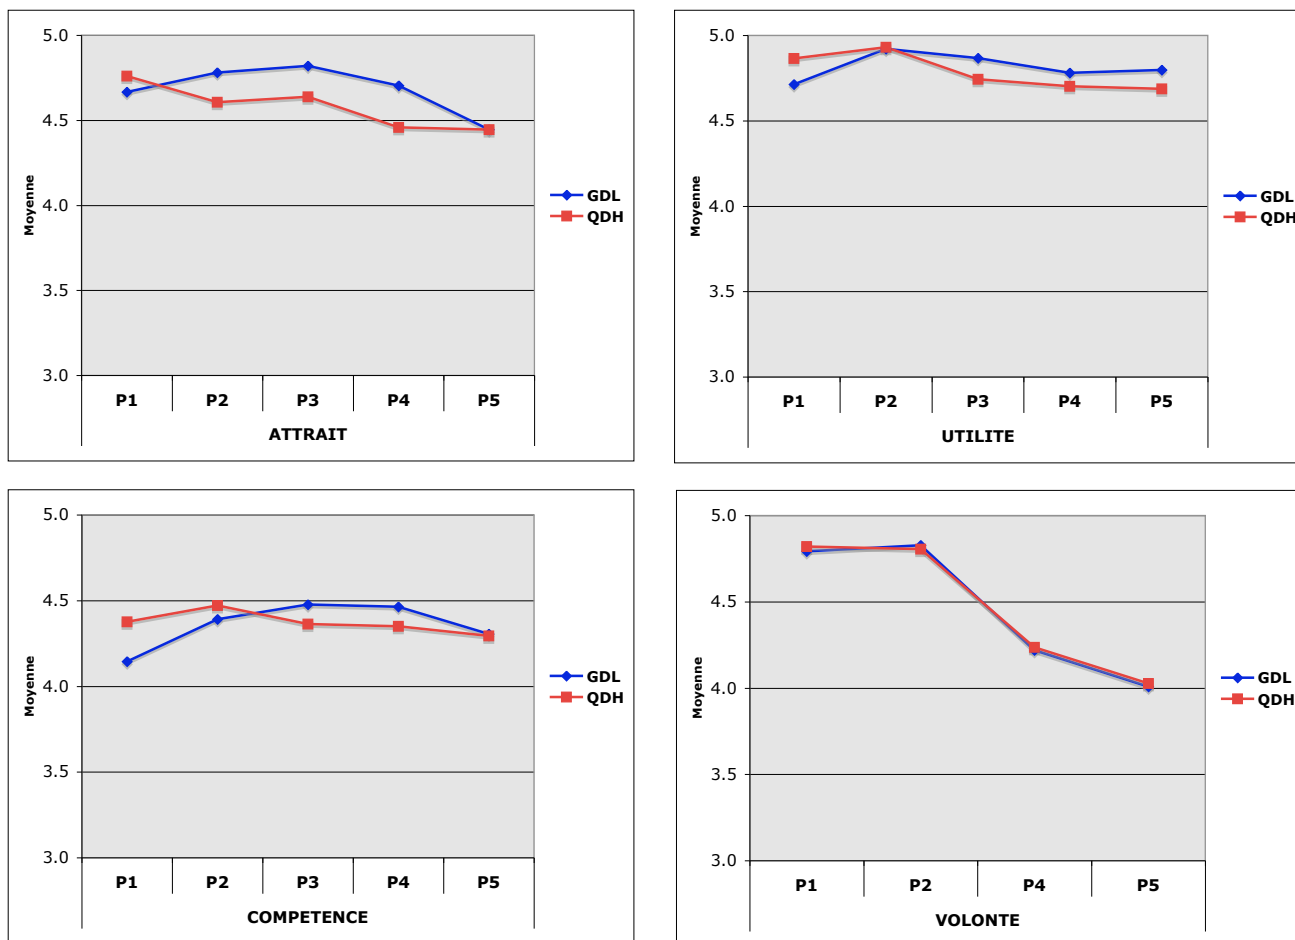 5.0
4.5
4.0
3.5
3.0
Moyenne
P1 P2 P3 P4 P5
ATTRAIT
GDL
QDH
5.0
4.5
4.0
3.5
3.0
Moyenne
P1 P2 P3 P4 P5
UTILITE
GDL
QDH
5.0
4.5
4.0
3.5
3.0
Moyenne
P1 P2 P3 P4 P5
COMPETENCE
GDL
QDH
5.0
4.5
4.0
3.5
3.0
Moyenne
P1 P2 P4 P5
VOLONTE
GDL
QDH